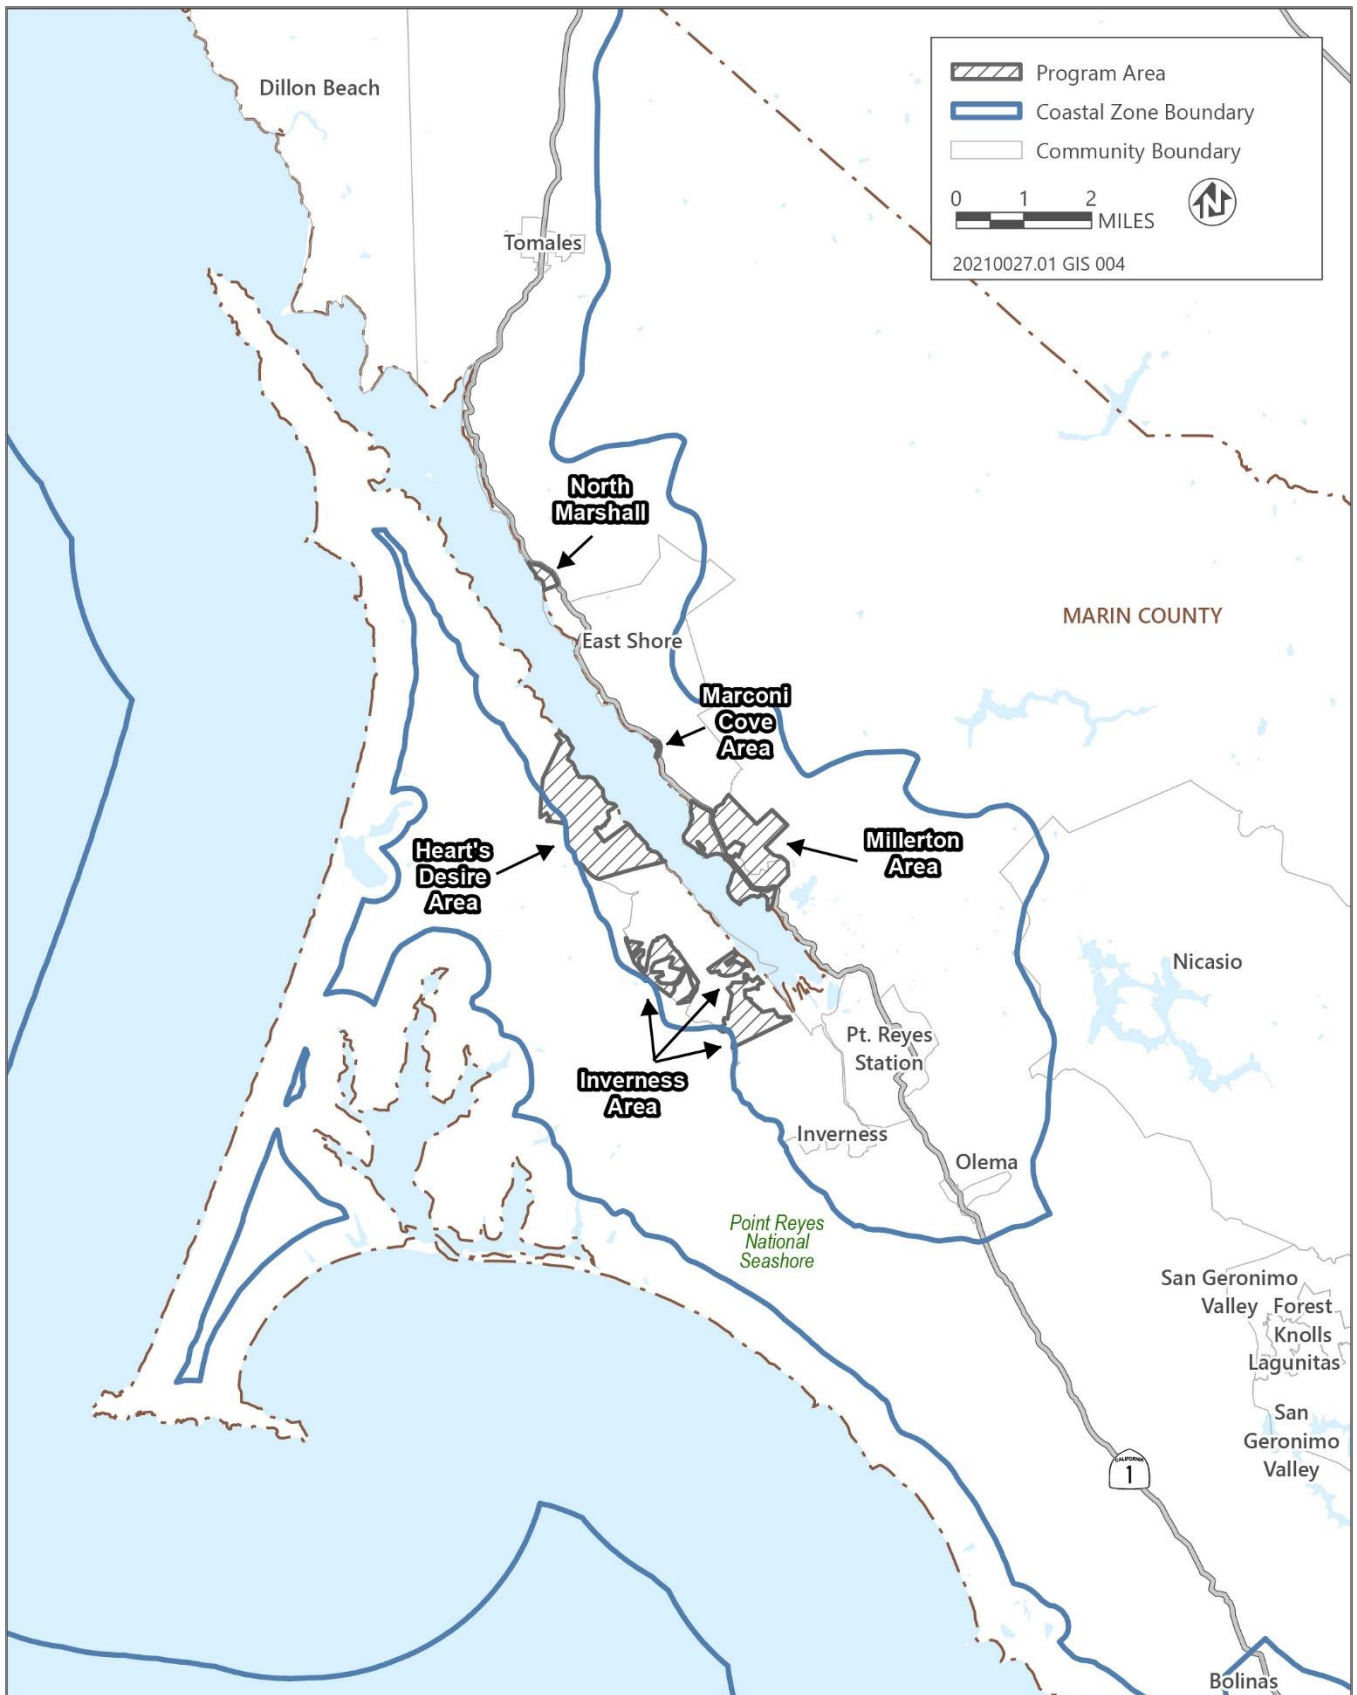 Dillon Beach
Program Area
Coastal Zone Boundary
Community Boundary
0 1 2
MILES
N
20210027.01 GIS 004
Tomales
North
Marshall
East Shore
MARIN COUNTY
Marconi
Cove
Area
Heart's
Desire
Area
Millerton
Area
Nicasio
Pt. Reyes
Station
Inverness
Area
Inverness
Olema
Point Reyes
National
Seashore
San Geronimo
Valley
Forest
Knolls
Lagunitas
San
Geronimo
Valley
CALIFORNIA
1
Bolinas